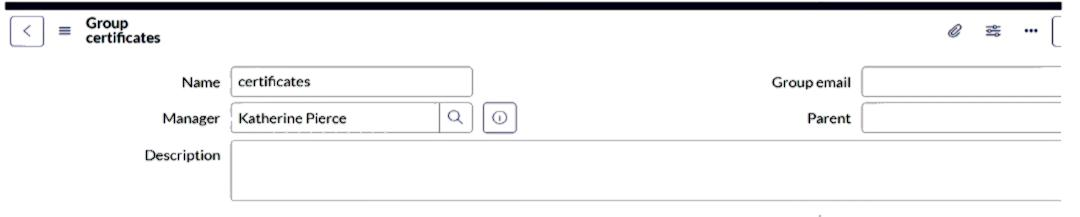 Group
certificates
Name certificates
Group email
Manager Katherine Pierce
Parent
Description